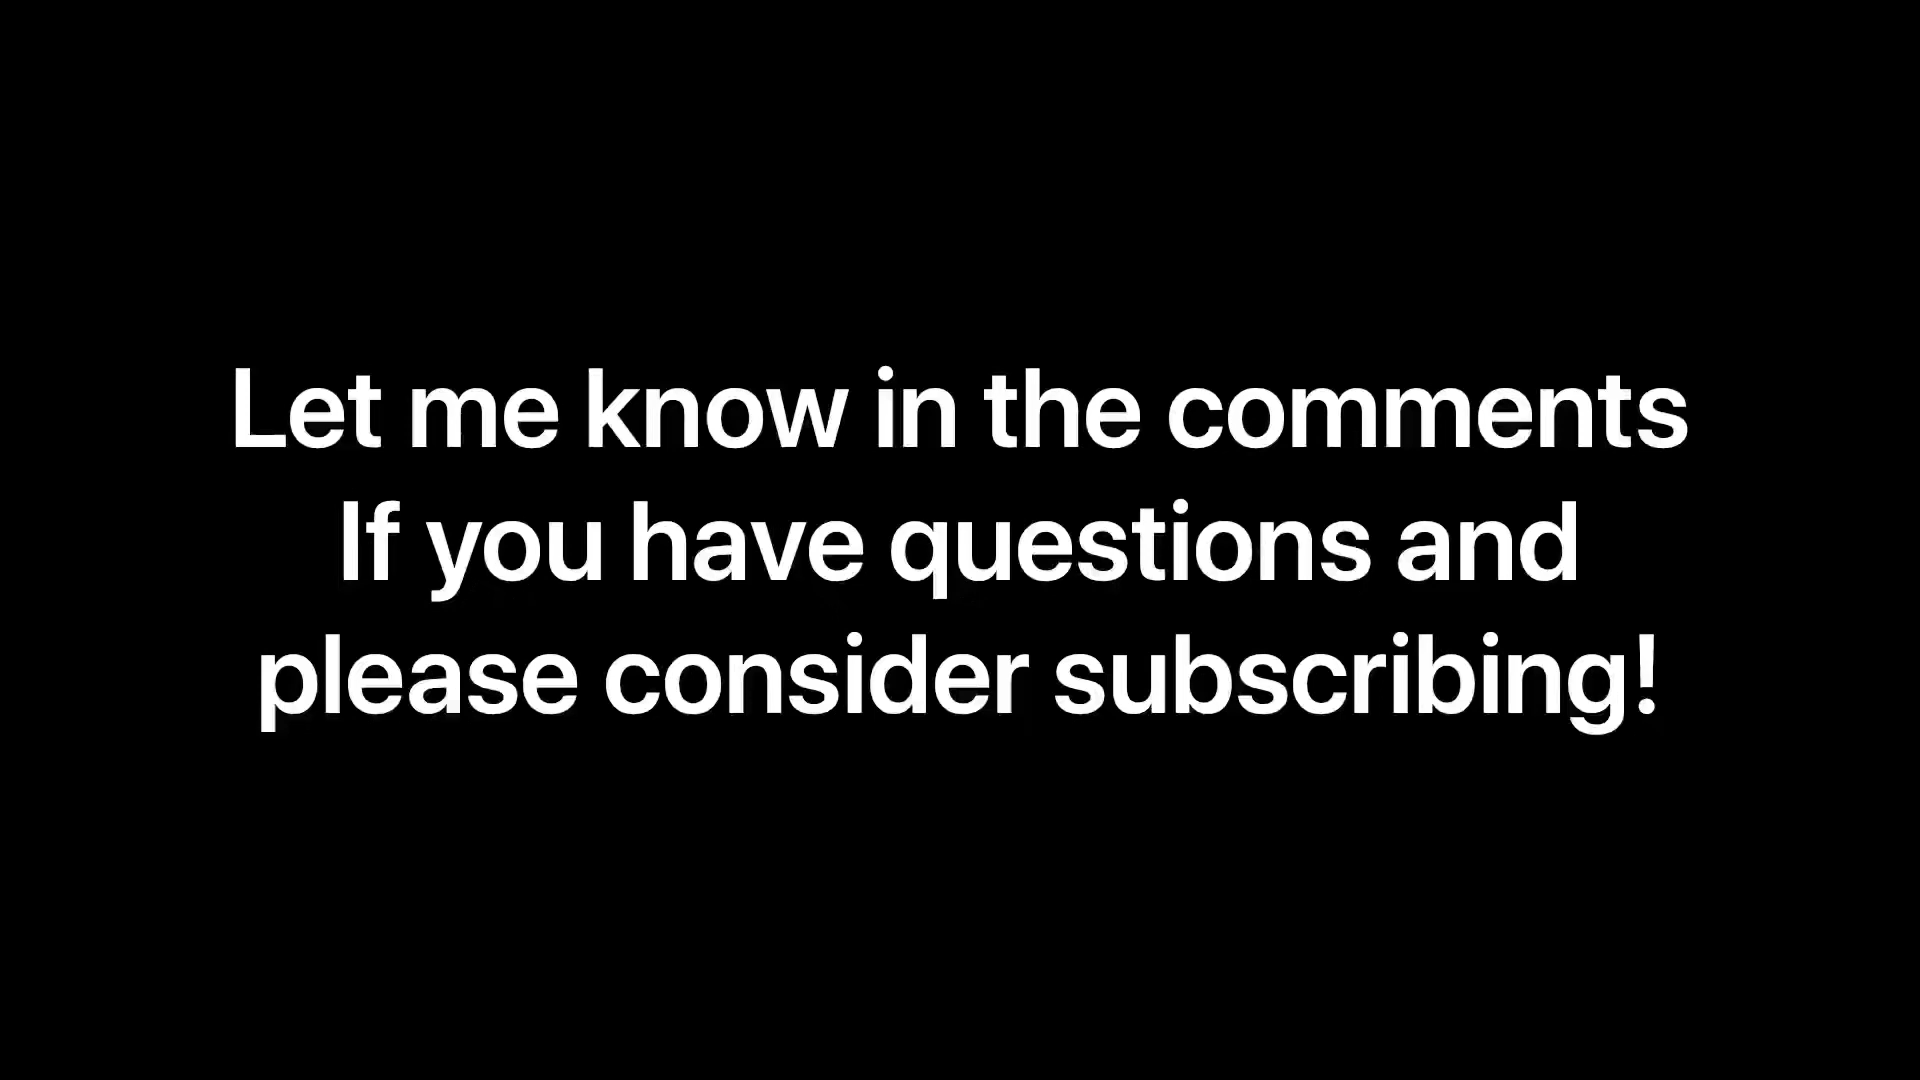 Let me know in the comments
If you have questions and
please consider subscribing!